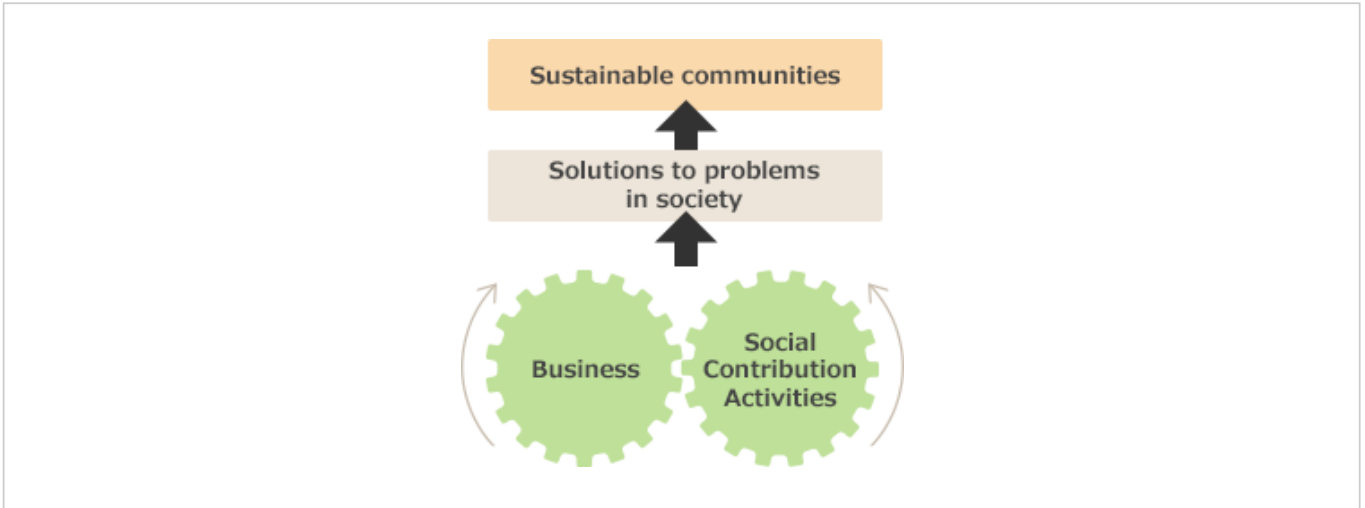 Sustainable communities
Solutions to problems
in society
Business
Social
Contribution
Activities